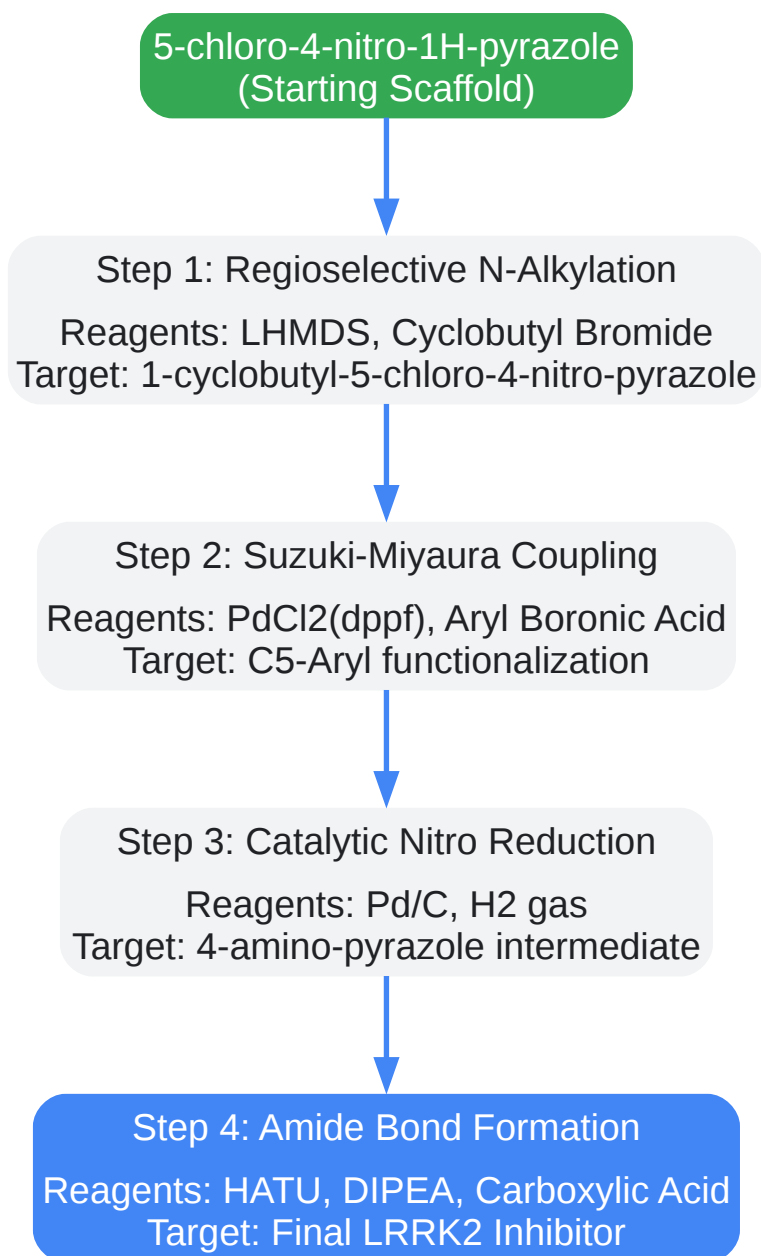 5-chloro-4-nitro-1H-pyrazole
(Starting Scaffold)
Step 1: Regioselective N-Alkylation
Reagents: LHMDS, Cyclobutyl Bromide
Target: 1-cyclobutyl-5-chloro-4-nitro-pyrazole
Step 2: Suzuki-Miyaura Coupling
Reagents: PdCl2(dppf), Aryl Boronic Acid
Target: C5-Aryl functionalization
Step 3: Catalytic Nitro Reduction
Reagents: Pd/C, H2 gas
Target: 4-amino-pyrazole intermediate
Step 4: Amide Bond Formation
Reagents: HATU, DIPEA, Carboxylic Acid
Target: Final LRRK2 Inhibitor